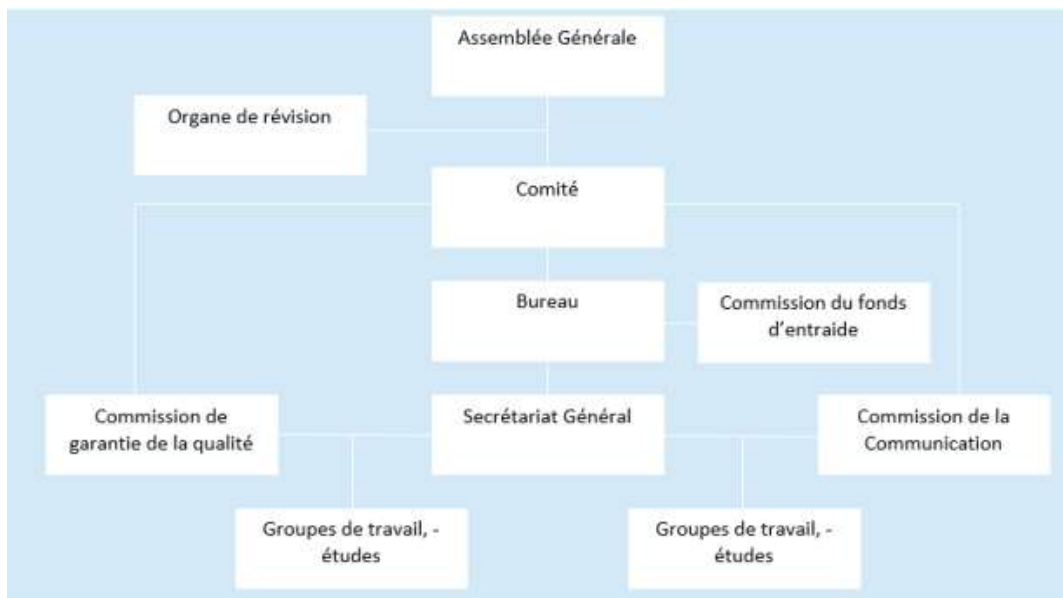 Assemblée Générale
Organe de révision
Comité
Bureau
Commission du fonds
d’entraide
Commission de
garantie de la qualité
Secrétariat Général
Commission de la
Communication
Groupes de travail, -
études
Groupes de travail, -
études